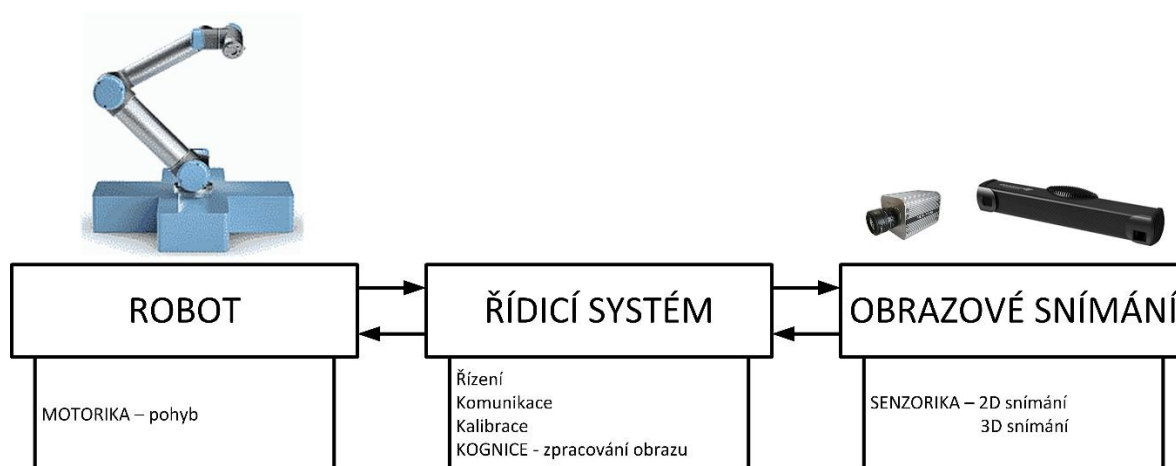 ROBOT
ŘÍDICÍ SYSTÉM
OBRAZOVÉ SNÍMÁNÍ
MOTORIKA – pohyb
Řízení
Komunikace
Kalibrace
KOGNICE - zpracování obrazu
SENZORIKA – 2D snímání
3D snímání